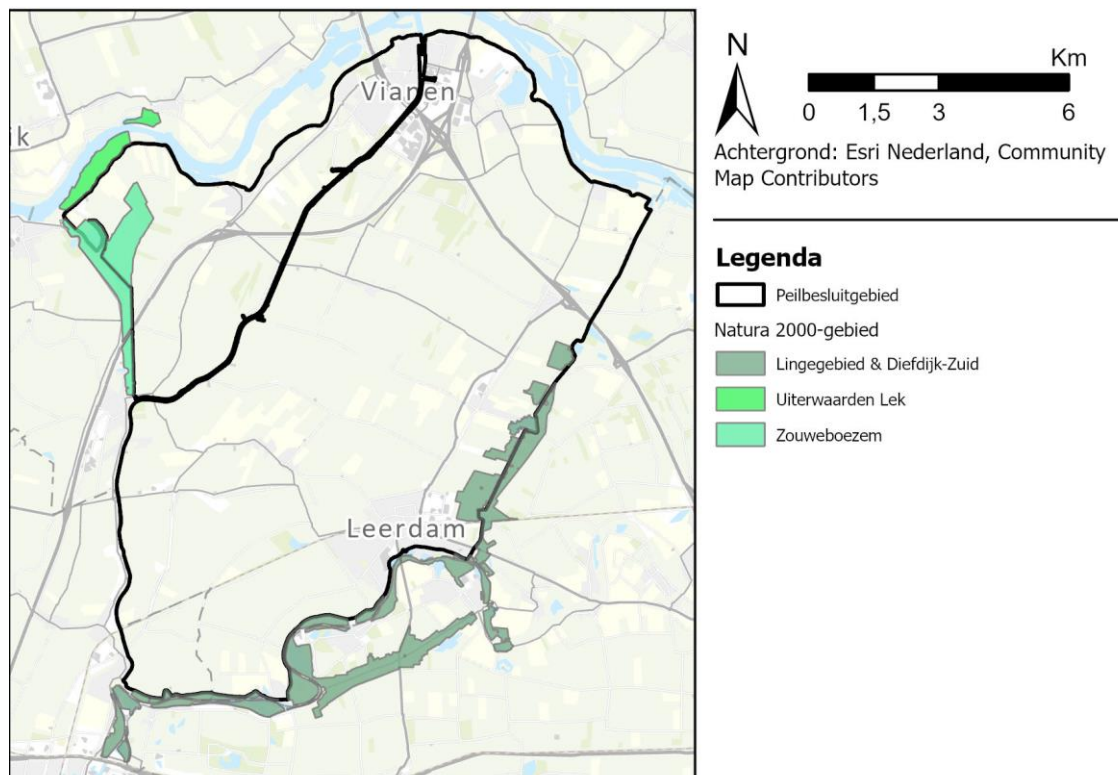 Vianen
ik
Leerdam
N
Km
0 1,5 3 6
Achtergrond: Esri Nederland, Community
Map Contributors
Legenda
Peilbesluitgebied
Natura 2000-gebied
Lingegebied & Diefdijk-Zuid
Uiterwaarden Lek
Zouweboezem